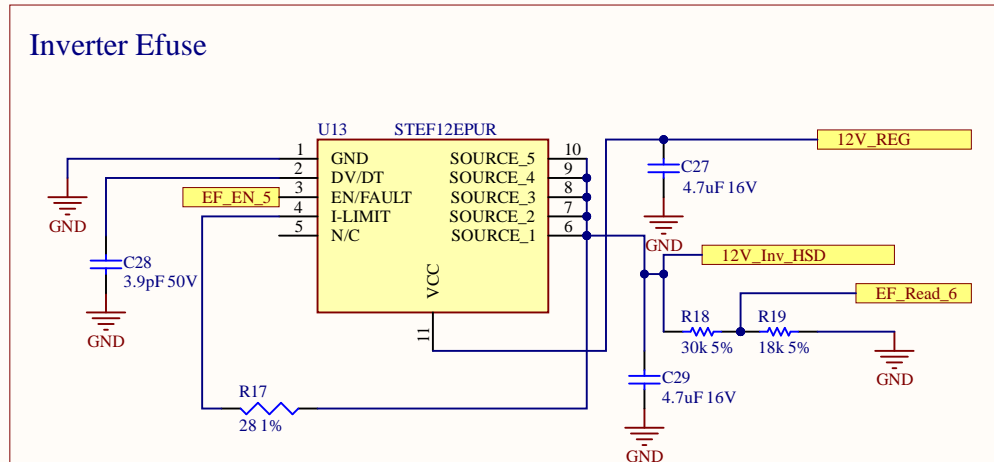 Inverter Efuse
U13 STEF12EPUR
1 GND SOURCE_5 10
2 DV/DT SOURCE_4 9
EF_EN_5 3 EN/FAULT SOURCE_3 8
4 I-LIMIT SOURCE_2 7
5 N/C SOURCE_1 6
VCC
11
12V_REG
C27
4.7uF 16V
GND
GND
12V_Inv_HSD
EF_Read_6
C28
3.9pF 50V
GND
R18
30k 5%
R19
18k 5%
GND
C29
4.7uF 16V
GND
R17
28 1%